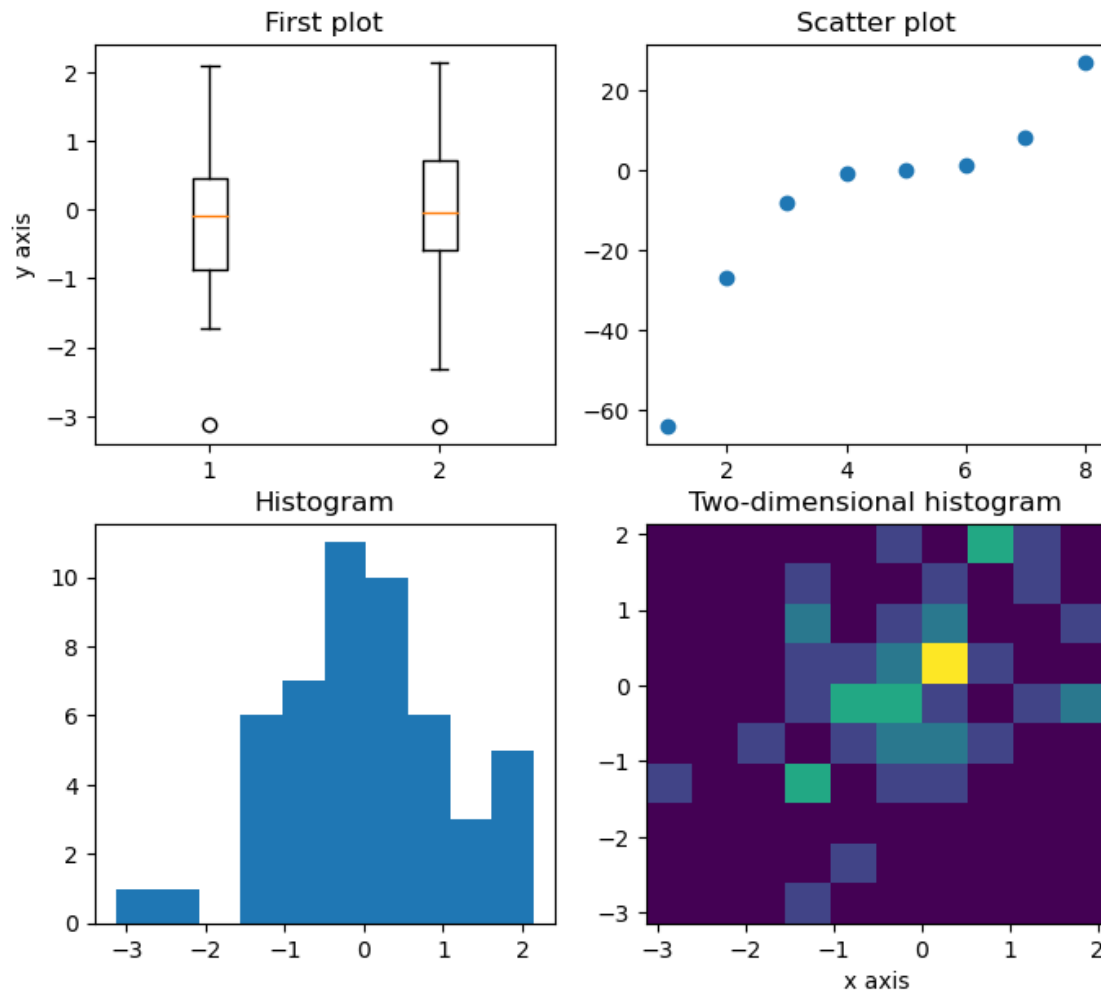 First plot
2
1
0
−1
−2
−3
y axis
1 2
Scatter plot
20
0
−20
−40
−60
2 4 6 8
Histogram
10
8
6
4
2
0
−3 −2 −1 0 1 2
Two-dimensional histogram
2
1
0
−1
−2
−3
−3 −2 −1 0 1 2
x axis